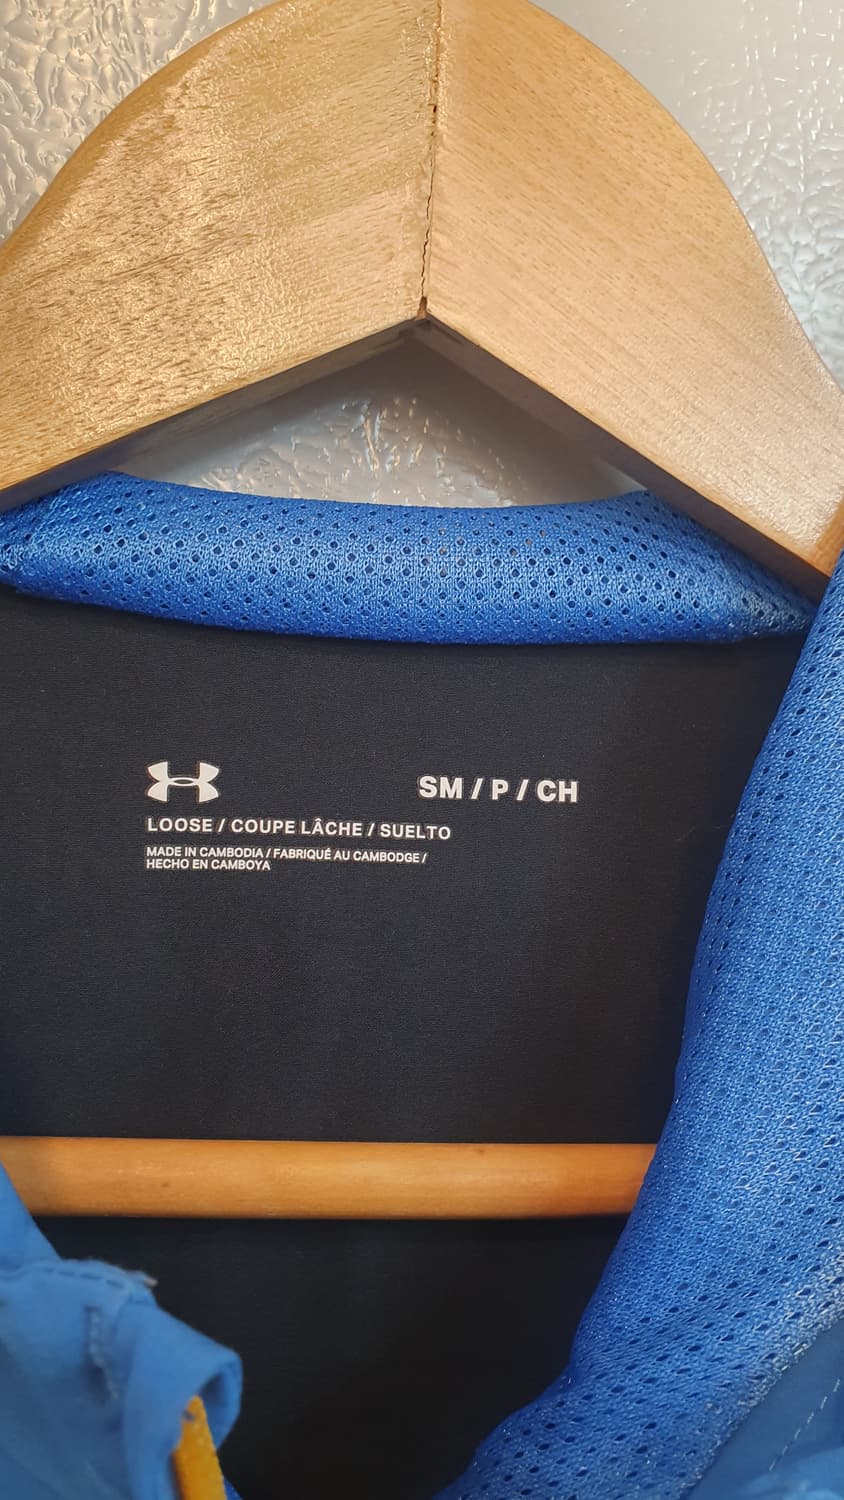 SM / P / CH
LOOSE / COUPE LÂCHE / SUELTO
MADE IN CAMBODIA / FABRIQUÉ AU CAMBODGE /
HECHO EN CAMBOYA